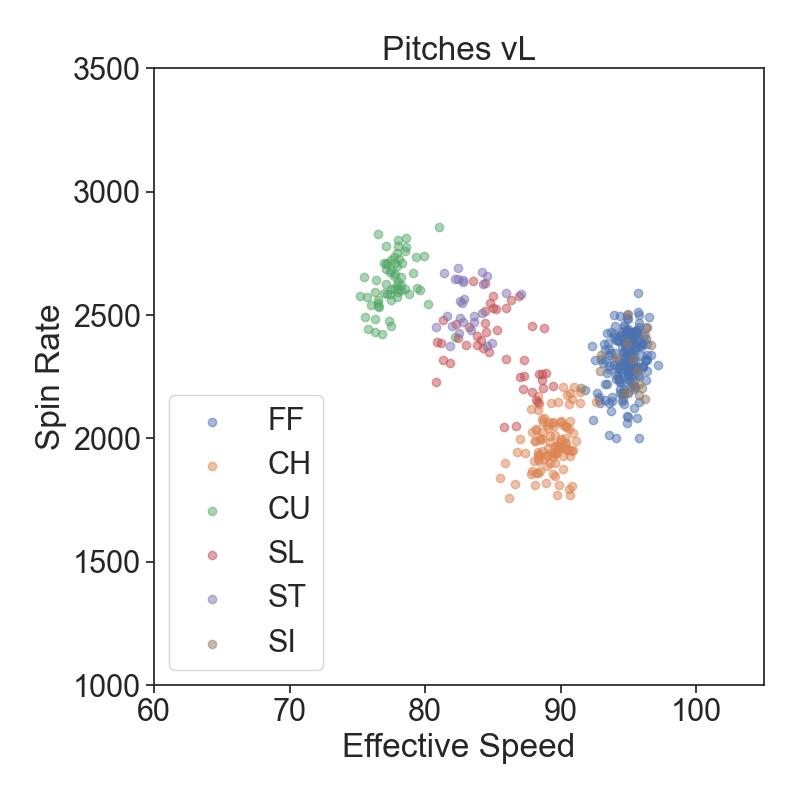 Pitches vL
3500
3000
2500
2000
1500
1000
Spin Rate
FF
CH
CU
SL
ST
SI
60 70 80 90 100
Effective Speed